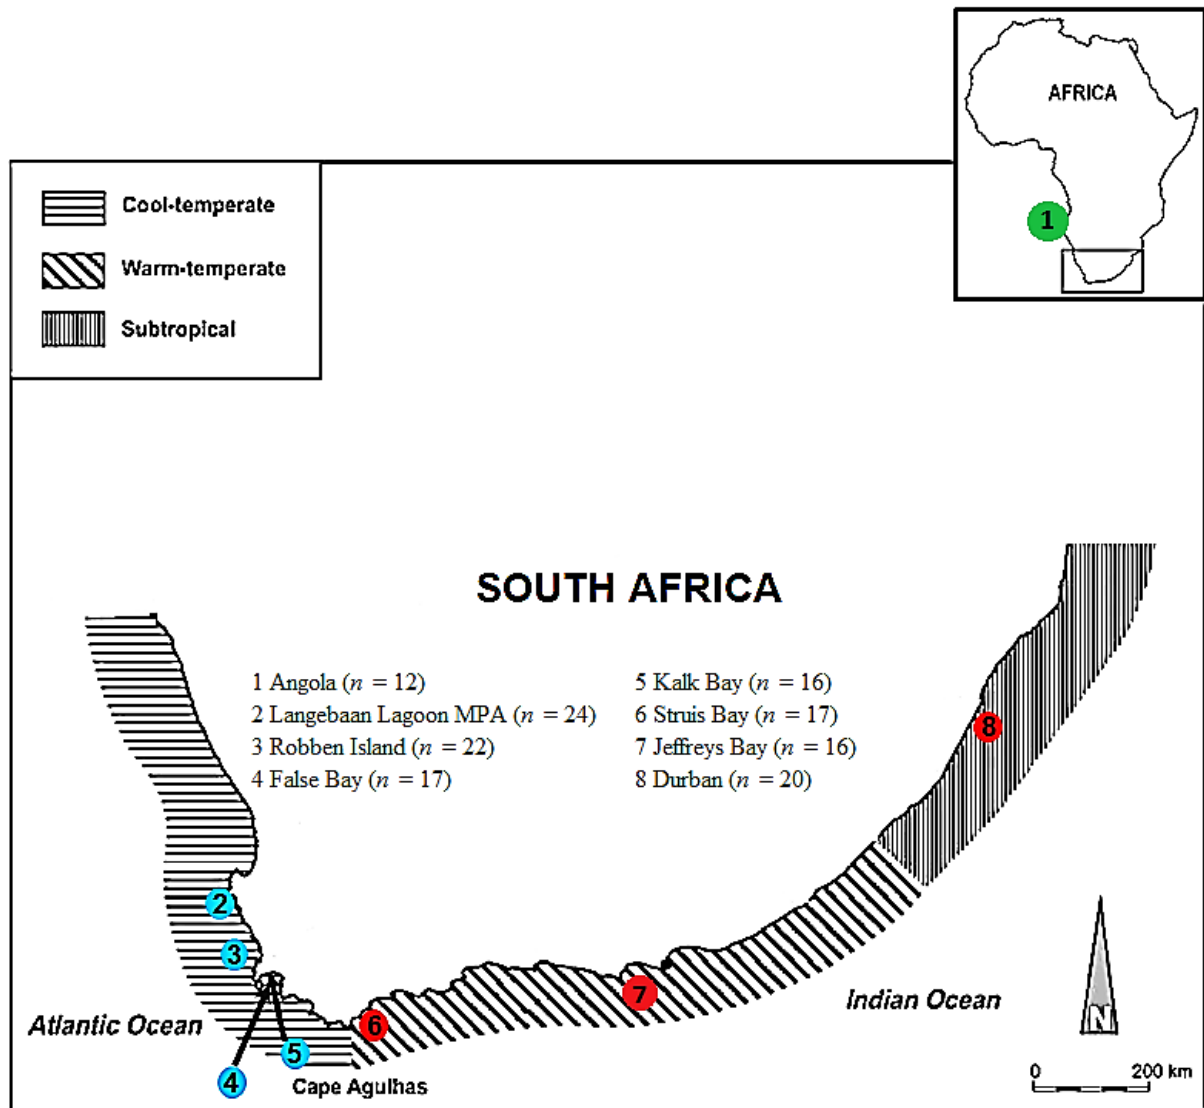 AFRICA
1
Cool-temperate
Warm-temperate
Subtropical
SOUTH AFRICA
1 Angola (n = 12)
2 Langebaan Lagoon MPA (n = 24)
3 Robben Island (n = 22)
4 False Bay (n = 17)
5 Kalk Bay (n = 16)
6 Struis Bay (n = 17)
7 Jeffreys Bay (n = 16)
8 Durban (n = 20)
8
2
3
7
6
5
4
Atlantic Ocean
Cape Agulhas
Indian Ocean
N
0 200 km